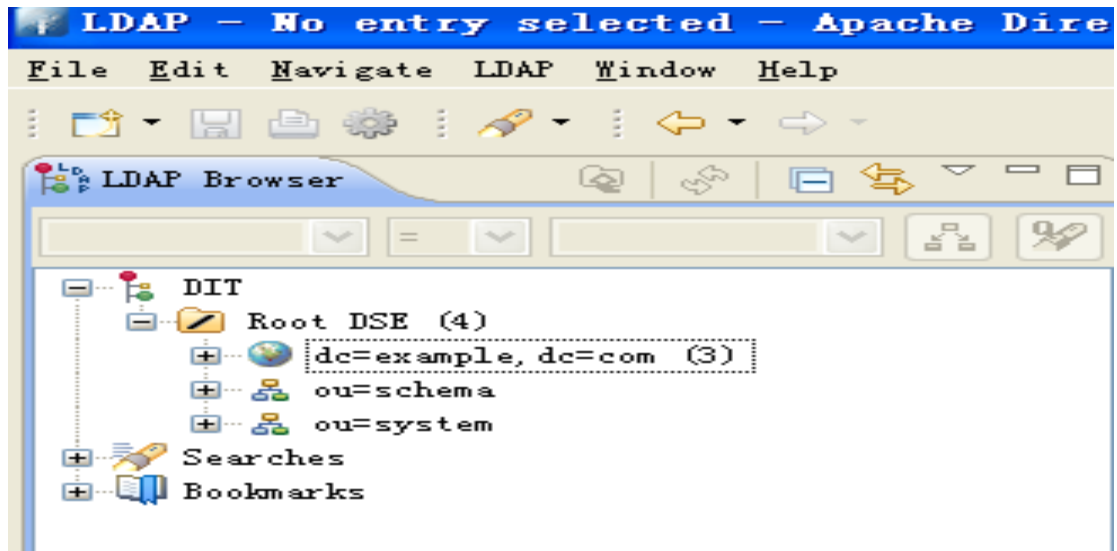 LDAP - No entry selected - Apache Dire
File Edit Navigate LDAP Window Help
LDAP Browser
=
DIT
Root DSE (4)
dc=example,dc=com (3)
ou=schema
ou=system
Searches
Bookmarks